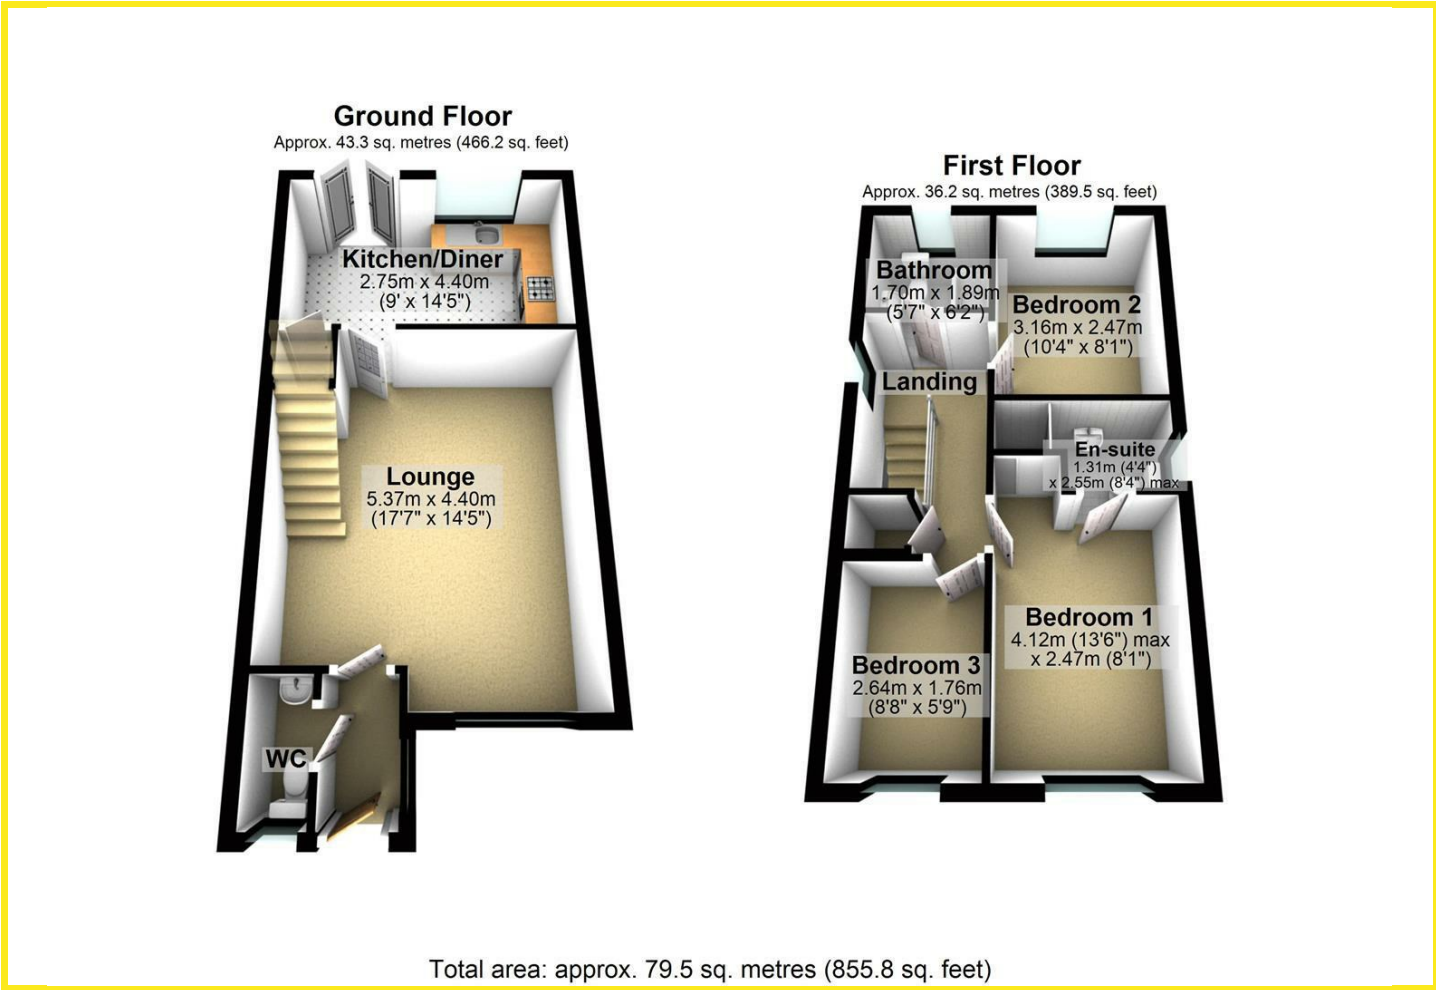 Ground Floor
Approx. 43.3 sq. metres (466.2 sq. feet)
Kitchen/Diner
2.75m x 4.40m
(9' x 14'5")
Lounge
5.37m x 4.40m
(17'7" x 14'5")
WC
First Floor
Approx. 36.2 sq. metres (389.5 sq. feet)
Bathroom
1.70m x 1.89m
(5'7" x 6'2")
Bedroom 2
3.16m x 2.47m
(10'4" x 8'1")
Landing
En-suite
1.31m (4'4")
x 2.55m (8'4") max
Bedroom 1
4.12m (13'6") max
x 2.47m (8'1")
Bedroom 3
2.64m x 1.76m
(8'8" x 5'9")
Total area: approx. 79.5 sq. metres (855.8 sq. feet)